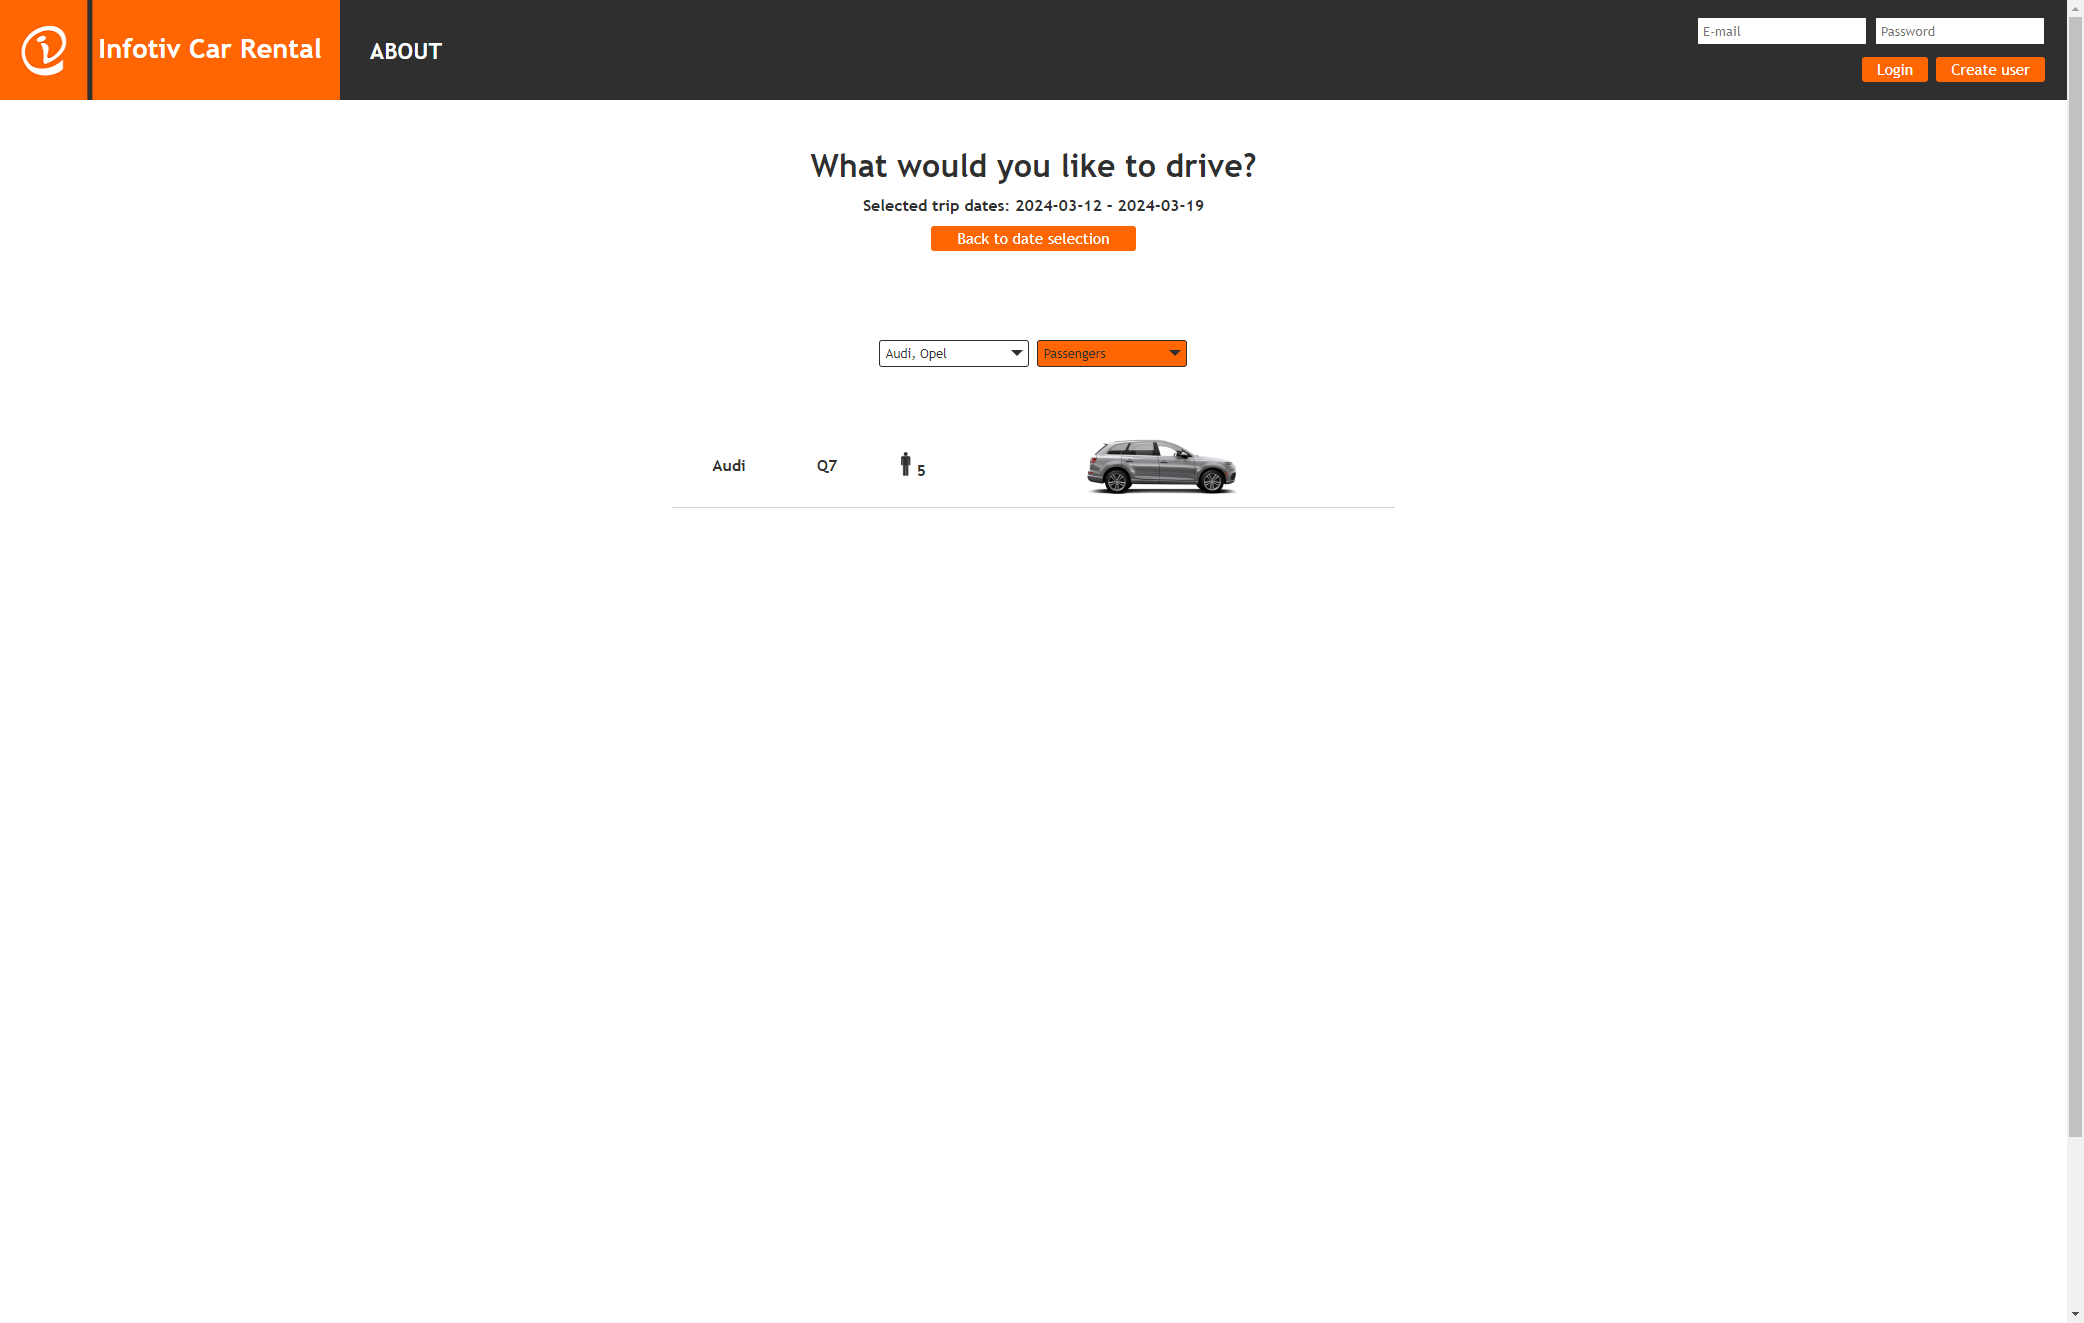 Infotiv Car Rental
ABOUT
E-mail
Password
Login
Create user
What would you like to drive?
Selected trip dates: 2024-03-12 - 2024-03-19
Back to date selection
Audi, Opel
Passengers
Audi
Q7
5